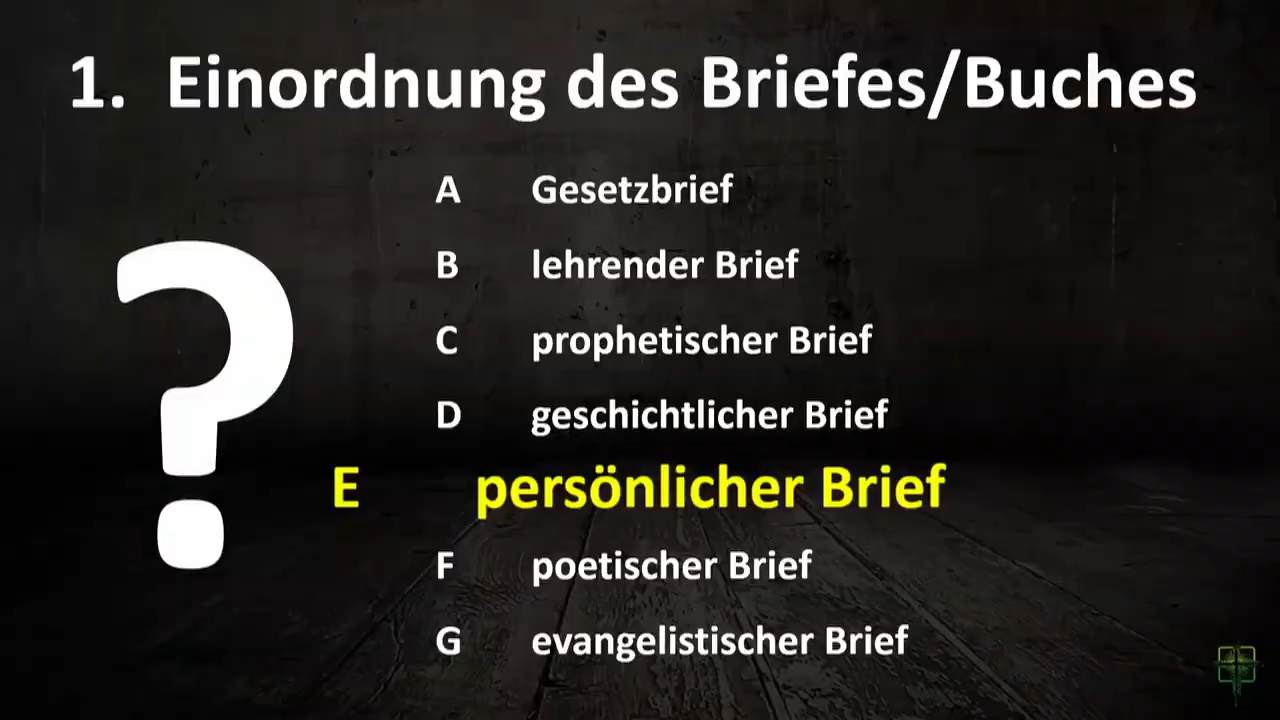 1. Einordnung des Briefes/Buches
A Gesetzbrief
B lehrender Brief
C prophetischer Brief
D geschichtlicher Brief
E persönlicher Brief
F poetischer Brief
G evangelistischer Brief
?